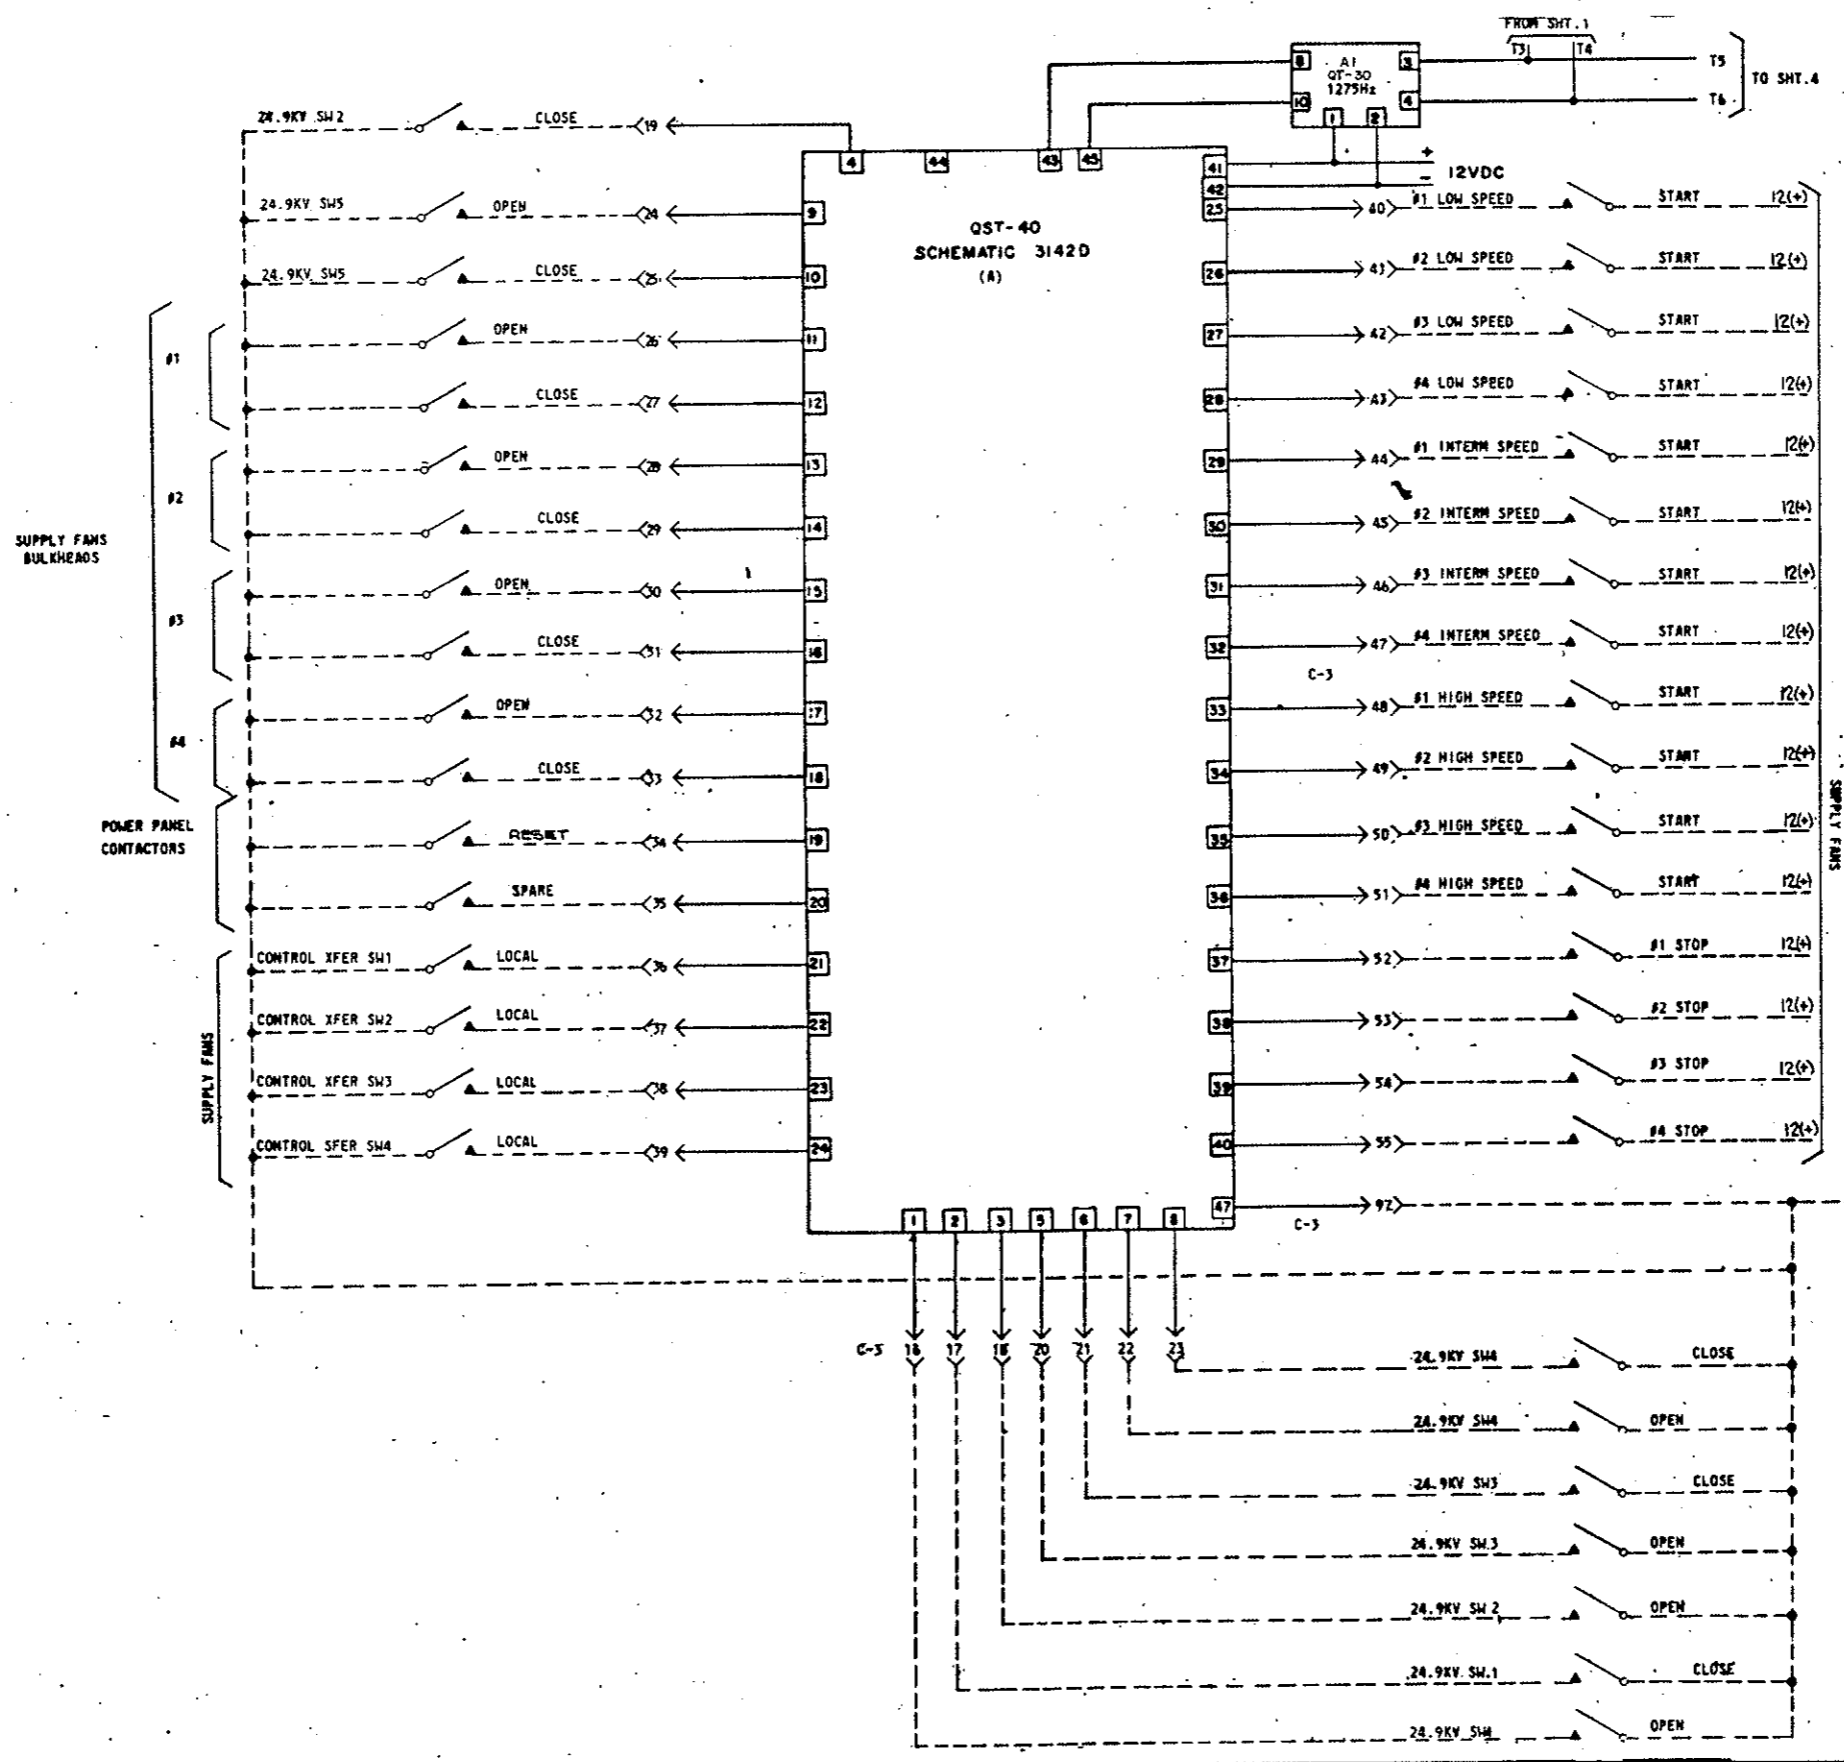 FROM SHT.1
T3 T4
8 A1 3 T5
QT-30
1275Hz
TO SHT.4
10 4 T6
1 2
24.9KV SW2 CLOSE 19
4 44 43 45
41 +
12VDC
42 -
24.9KV SW5 OPEN 24 9
25 40 #1 LOW SPEED START 12(+)
QST-40
SCHEMATIC 3142D
(A)
24.9KV SW5 CLOSE 25 10
26 41 #2 LOW SPEED START 12(+)
OPEN 26 11
27 42 #3 LOW SPEED START 12(+)
#1
CLOSE 27 12
28 43 #4 LOW SPEED START 12(+)
OPEN 28 13
29 44 #1 INTERM SPEED START 12(+)
#2
CLOSE 29 14
30 45 #2 INTERM SPEED START 12(+)
SUPPLY FANS
BULKHEADS
OPEN 30 15
31 46 #3 INTERM SPEED START 12(+)
#3
CLOSE 31 16
32 47 #4 INTERM SPEED START 12(+)
C-3
OPEN 32 17
33 48 #1 HIGH SPEED START 12(+)
#4
CLOSE 33 18
34 49 #2 HIGH SPEED START 12(+)
POWER PANEL
CONTACTORS
RESET 34 19
35 50 #3 HIGH SPEED START 12(+)
SUPPLY FANS
SPARE 35 20
36 51 #4 HIGH SPEED START 12(+)
CONTROL XFER SW1 LOCAL 36 21
37 52 #1 STOP 12(+)
CONTROL XFER SW2 LOCAL 37 22
38 53 #2 STOP 12(+)
SUPPLY FANS
CONTROL XFER SW3 LOCAL 38 23
39 54 #3 STOP 12(+)
CONTROL SFER SW4 LOCAL 39 24
40 55 #4 STOP 12(+)
47 97
C-3
1 2 3 5 6 7 8
C-3 16 17 18 20 21 22 23
24.9KV SW4 CLOSE
24.9KV SW4 OPEN
24.9KV SW3 CLOSE
24.9KV SW.3 OPEN
24.9KV SW 2 OPEN
24.9KV SW.1 CLOSE
24.9KV SW1 OPEN